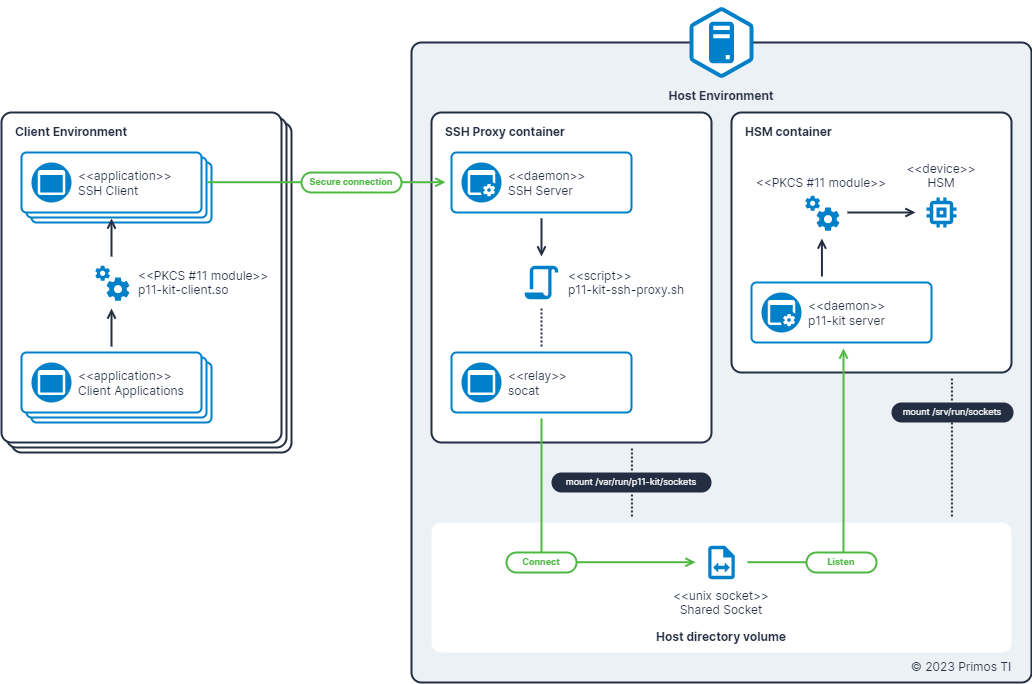 Host Environment
Client Environment
<<application>>
SSH Client
Secure connection
<<PKCS #11 module>>
p11-kit-client.so
<<application>>
Client Applications
SSH Proxy container
<<daemon>>
SSH Server
<<script>>
p11-kit-ssh-proxy.sh
<<relay>>
socat
HSM container
<<device>>
HSM
<<PKCS #11 module>>
<<daemon>>
p11-kit server
mount /srv/run/sockets
mount /var/run/p11-kit/sockets
Connect
Listen
<<unix socket>>
Shared Socket
Host directory volume
© 2023 Primos TI